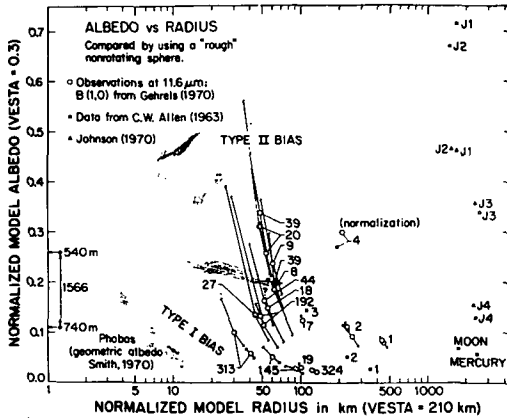 ALBEDO vs RADIUS
Compared by using a "rough"
nonrotating sphere.
○ Observations at 11.6µm;
B(1,0) from Gehrels (1970)
▪ Data from C.W. Allen (1963)
▴ Johnson (1970)
TYPE II BIAS
TYPE I BIAS
(normalization)
J1
J2
J2
J1
J3
J3
J4
J4
MOON
MERCURY
39
20
9
39
8
44
18
192
27
4
3
7
2
2
1
1
19
145
324
313
540 m
1566
740 m
Phobos
(geometric albedo
Smith, 1970)
NORMALIZED MODEL ALBEDO (VESTA = 0.3)
0.7
0.6
0.5
0.4
0.3
0.2
0.1
0.0
1
5
10
50
100
500
1000
10000
NORMALIZED MODEL RADIUS in km (VESTA = 210 km)